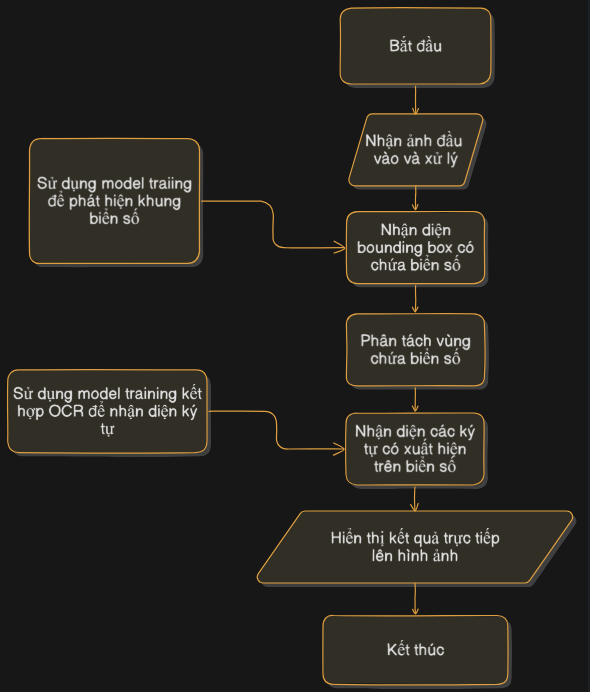 Bắt đầu
Nhận ảnh đầu
vào và xử lý
Sử dụng model traiing
để phát hiện khung
biển số
Nhận diện
bounding box có
chứa biển số
Phân tách vùng
chứa biển số
Sử dụng model training kết
hợp OCR để nhận diện ký
tự
Nhận diện các ký
tự có xuất hiện
trên biển số
Hiển thị kết quả trực tiếp
lên hình ảnh
Kết thúc